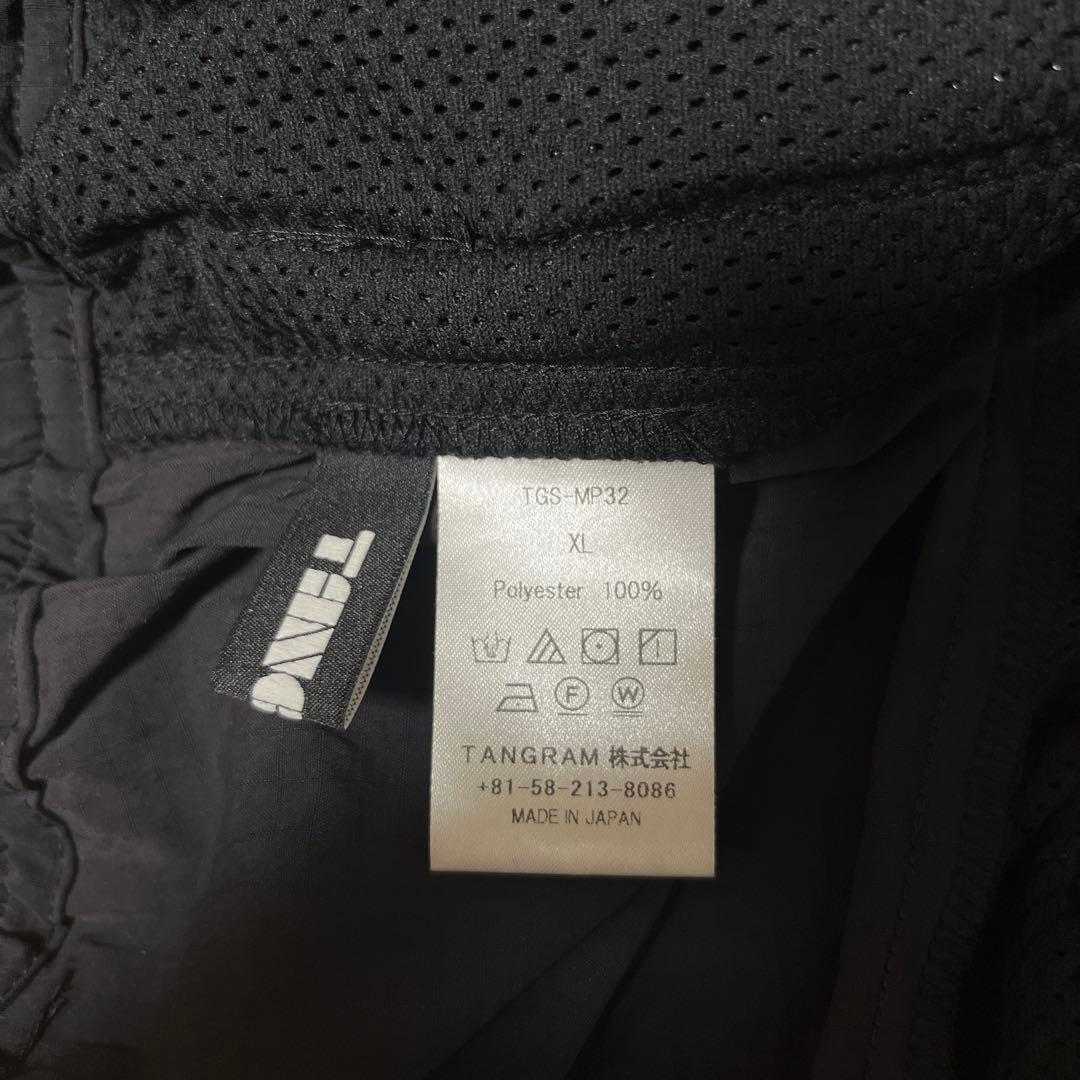 TGS-MP32
XL
Polyester 100%
F W
TANGRAM 株式会社
+81-58-213-8086
MADE IN JAPAN